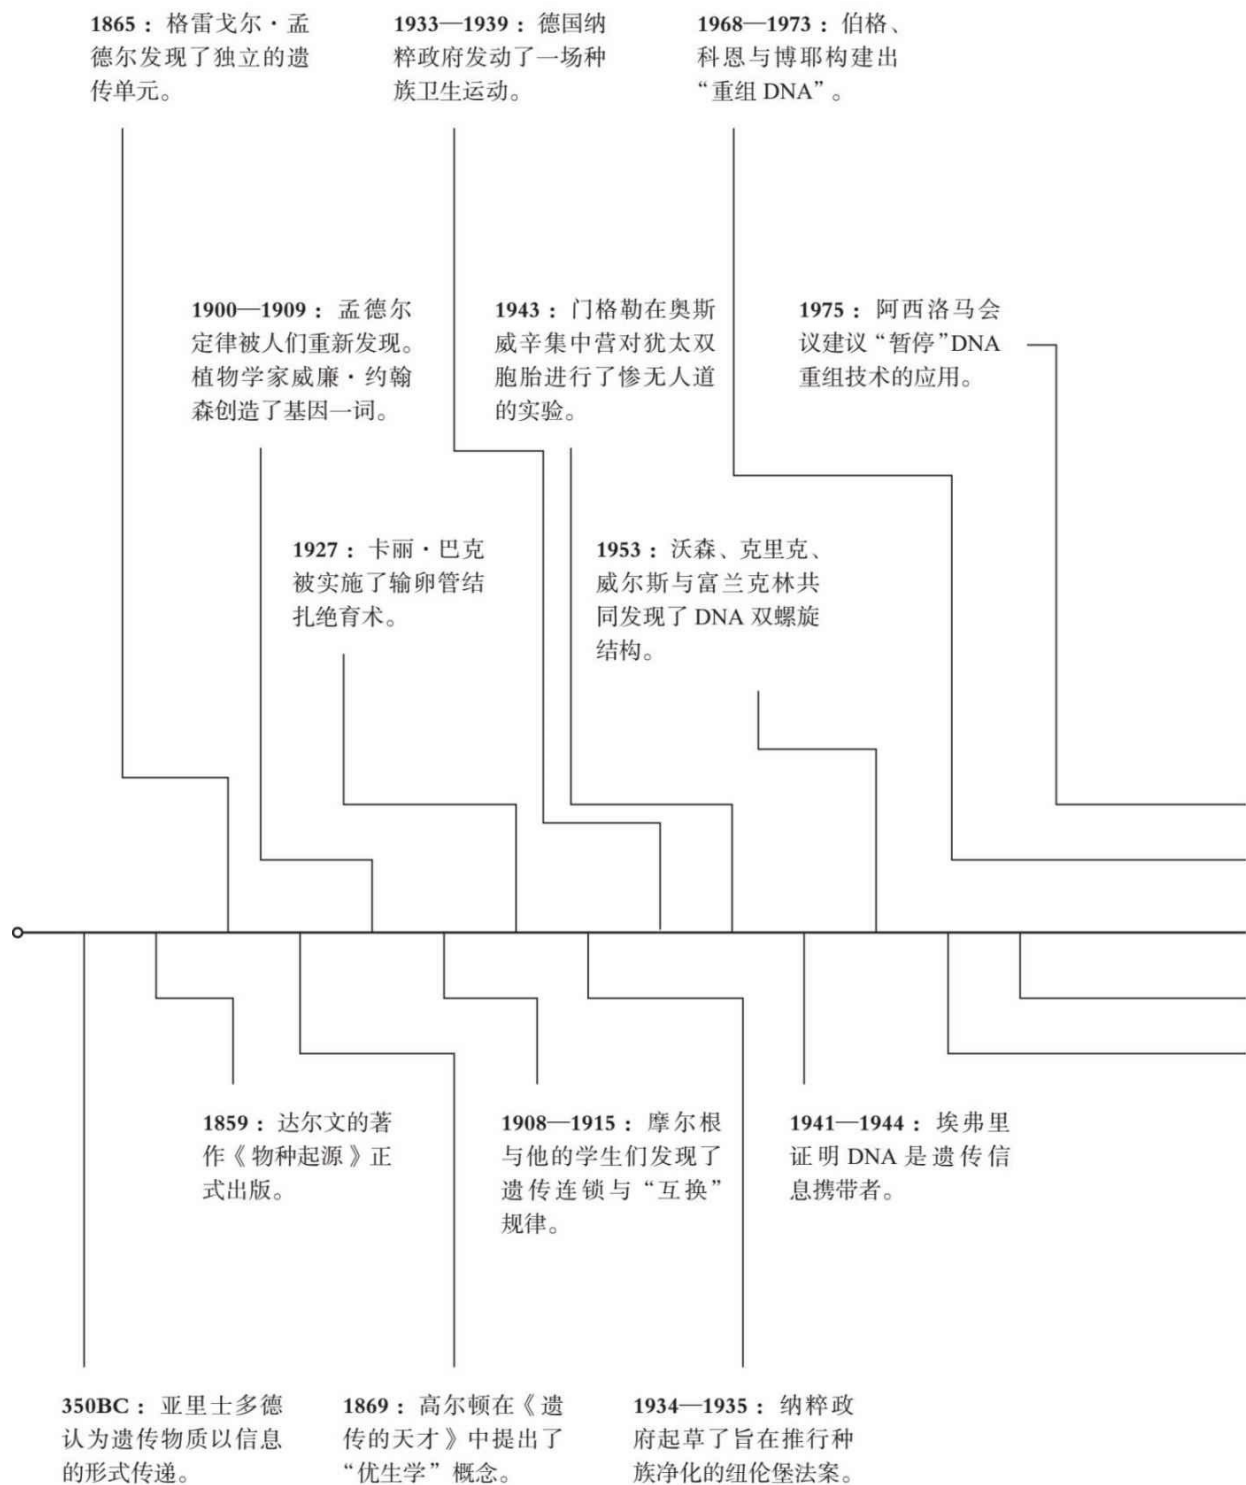 1865：格雷戈尔·孟
德尔发现了独立的遗
传单元。
1933—1939：德国纳
粹政府发动了一场种
族卫生运动。
1968—1973：伯格、
科恩与博耶构建出
“重组 DNA”。
1900—1909：孟德尔
定律被人们重新发现。
植物学家威廉·约翰
森创造了基因一词。
1943：门格勒在奥斯
威辛集中营对犹太双
胞胎进行了惨无人道
的实验。
1975：阿西洛马会
议建议“暂停”DNA
重组技术的应用。
1927：卡丽·巴克
被实施了输卵管结
扎绝育术。
1953：沃森、克里克、
威尔斯与富兰克林共
同发现了 DNA 双螺旋
结构。
1859：达尔文的著
作《物种起源》正
式出版。
1908—1915：摩尔根
与他的学生们发现了
遗传连锁与“互换”
规律。
1941—1944：埃弗里
证明 DNA 是遗传信
息携带者。
350BC：亚里士多德
认为遗传物质以信息
的形式传递。
1869：高尔顿在《遗
传的天才》中提出了
“优生学”概念。
1934—1935：纳粹政
府起草了旨在推行种
族净化的纽伦堡法案。